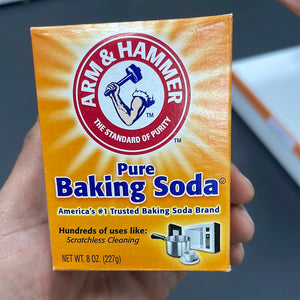 ARM & HAMMER
THE STANDARD OF PURITY
TM
TM
Pure
Baking Soda
America's #1 Trusted Baking Soda Brand
Hundreds of uses like:
Scratchless Cleaning
NET WT. 8 OZ. (227g)